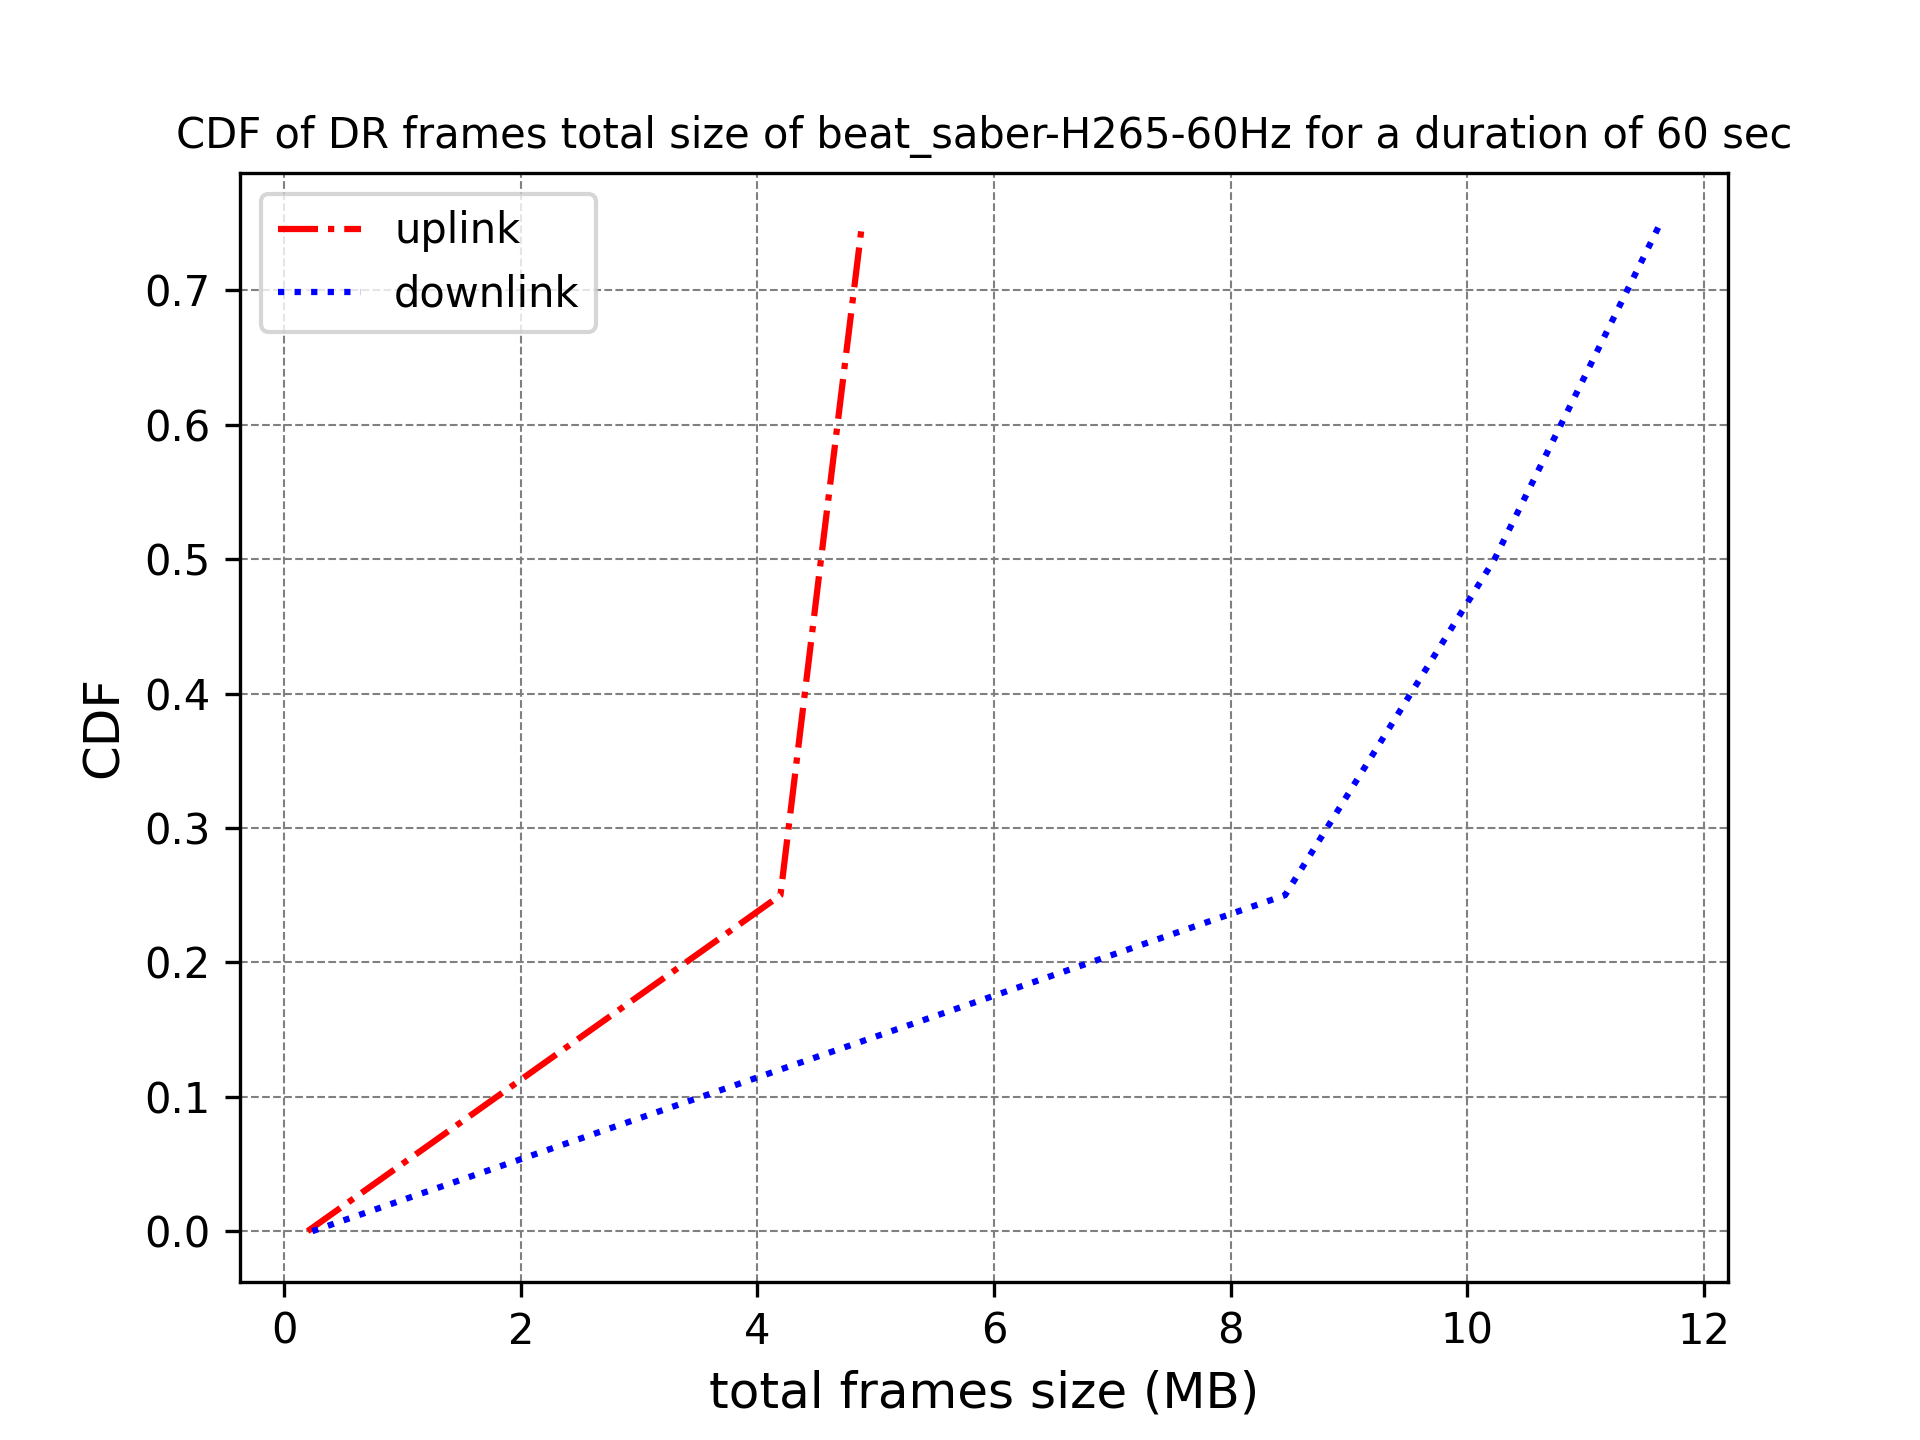 CDF of DR frames total size of beat_saber-H265-60Hz for a duration of 60 sec
uplink
downlink
0.7
0.6
0.5
0.4
0.3
0.2
0.1
0.0
CDF
0 2 4 6 8 10 12
total frames size (MB)